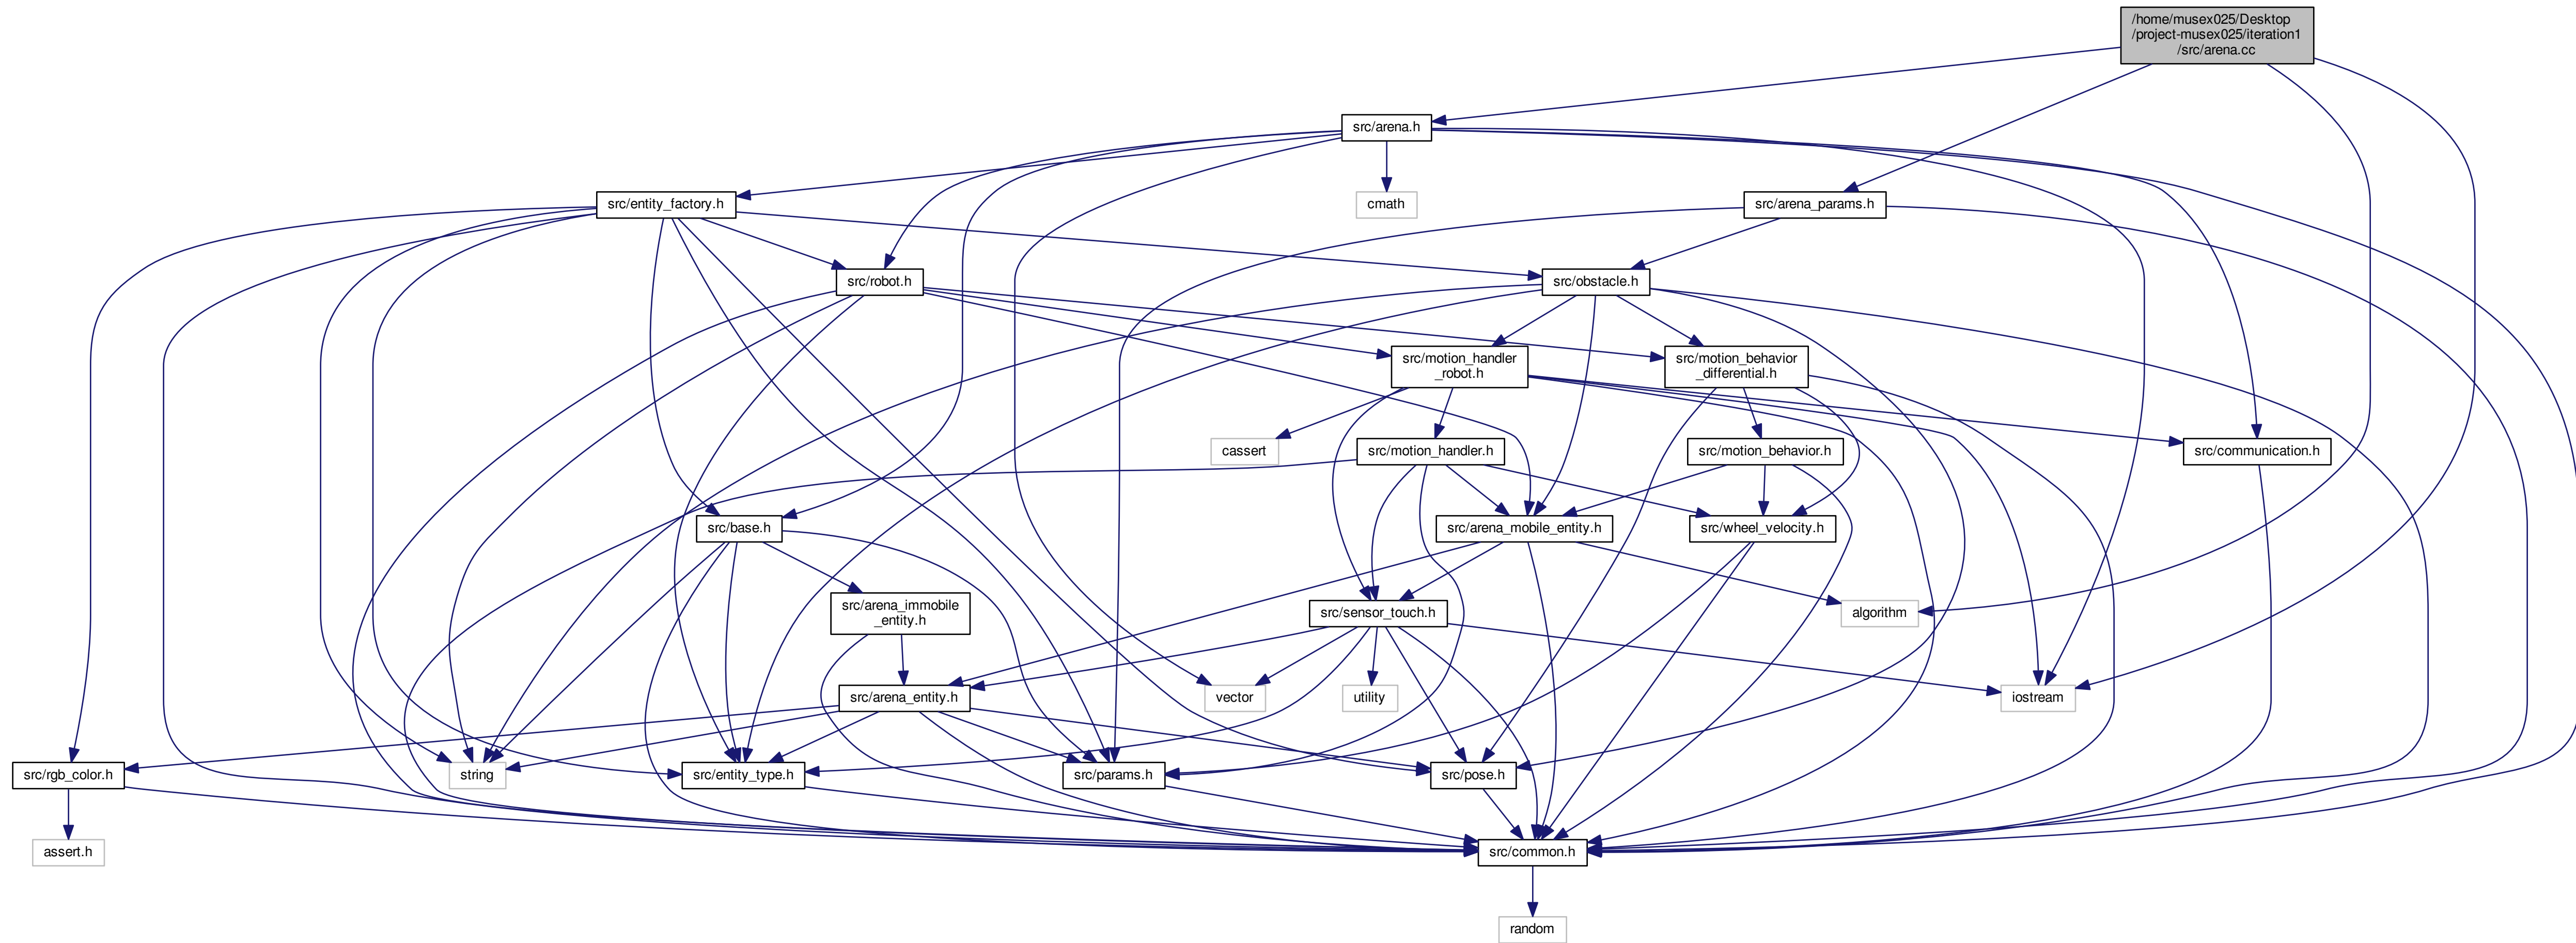 /home/musex025/Desktop
/project-musex025/iteration1
/src/arena.cc
src/arena.h
src/entity_factory.h
cmath
src/arena_params.h
src/robot.h
src/obstacle.h
src/motion_handler
_robot.h
src/motion_behavior
_differential.h
cassert
src/motion_handler.h
src/motion_behavior.h
src/communication.h
src/base.h
src/arena_mobile_entity.h
src/wheel_velocity.h
src/arena_immobile
_entity.h
src/sensor_touch.h
algorithm
src/arena_entity.h
vector
utility
iostream
src/rgb_color.h
string
src/entity_type.h
src/params.h
src/pose.h
assert.h
src/common.h
random